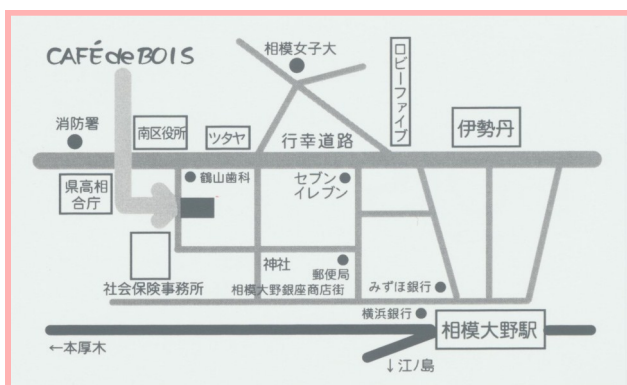 CAFÉ de BOIS
相模女子大
ロビーファイブ
消防署
南区役所
ツタヤ
行幸道路
伊勢丹
県高相
合庁
鶴山歯科
セブン
イレブン
神社
郵便局
社会保険事務所
相模大野銀座商店街
みずほ銀行
横浜銀行
相模大野駅
←本厚木
↓江ノ島